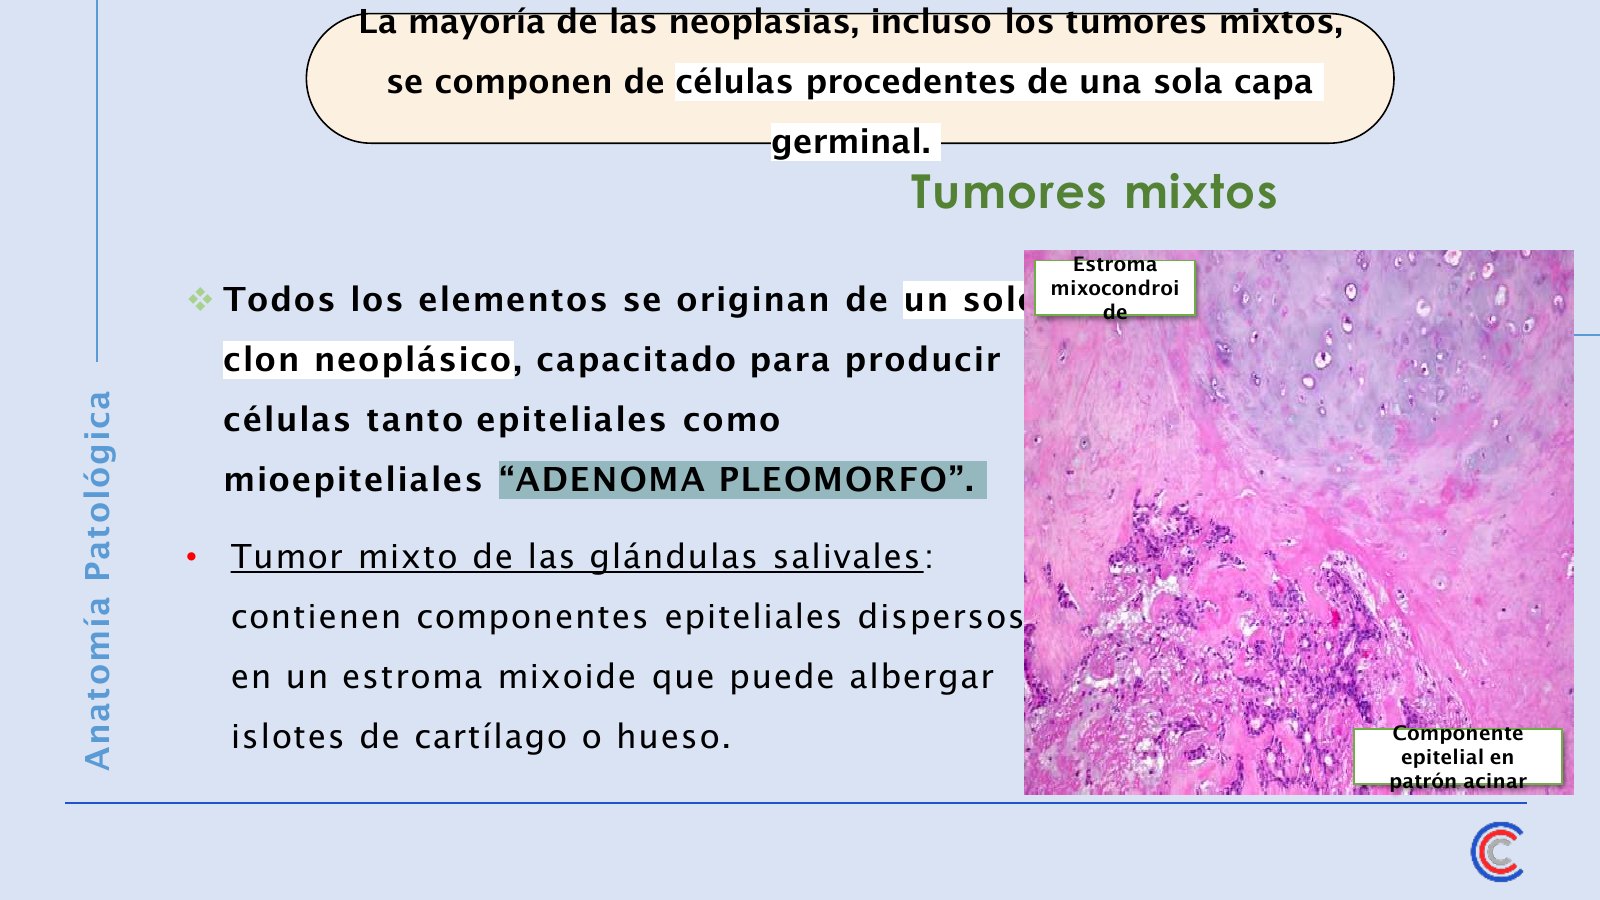 La mayoría de las neoplasias, incluso los tumores mixtos,
se componen de células procedentes de una sola capa
germinal.
Tumores mixtos
Todos los elementos se originan de un solo
clon neoplásico, capacitado para producir
células tanto epiteliales como
mioepiteliales “ADENOMA PLEOMORFO”.
Tumor mixto de las glándulas salivales:
contienen componentes epiteliales dispersos
en un estroma mixoide que puede albergar
islotes de cartílago o hueso.
Estroma
mixocondroi
de
Componente
epitelial en
patrón acinar
Anatomía Patológica